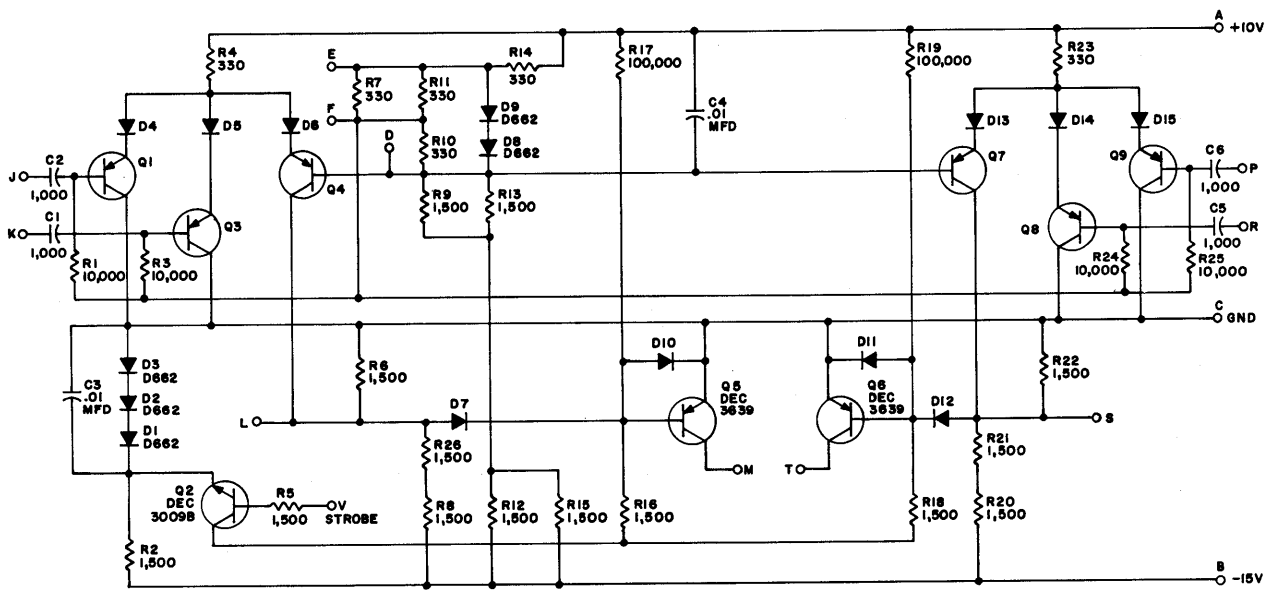 A
+10V
R4
330
E
R14
330
R17
100,000
R19
100,000
R23
330
R7
330
R11
330
F
D9
D662
C4
.01
MFD
D4
D5
D6
D13
D14
D15
D
R10
330
D8
D662
Q1
Q7
Q9
C2
C6
J
P
1,000
1,000
Q4
R9
1,500
R13
1,500
C1
Q3
C5
K
Q8
R
1,000
1,000
R1
10,000
R3
10,000
R24
10,000
R25
10,000
C
GND
D10
D11
D3
D662
R6
1,500
R22
1,500
C3
.01
MFD
D2
D662
Q5
DEC
3639
Q6
DEC
3639
D7
D12
L
S
D1
D662
R26
1,500
R21
1,500
M
T
Q2
DEC
3009B
R5
1,500
V
STROBE
R8
1,500
R12
1,500
R15
1,500
R16
1,500
R18
1,500
R20
1,500
R2
1,500
B
-15V